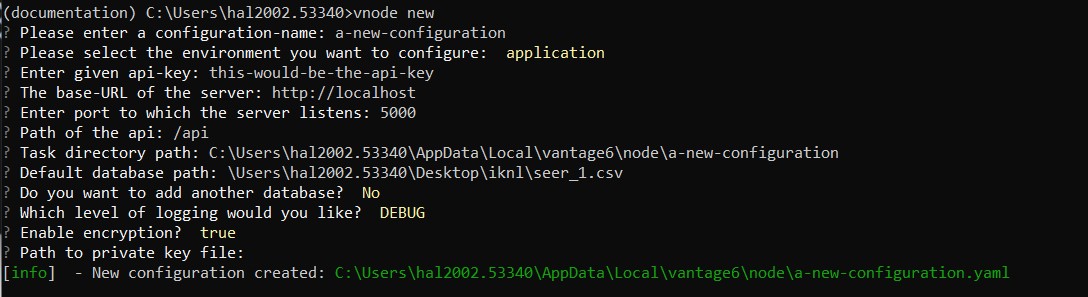 (documentation) C:\Users\hal2002.53340>vnode new
? Please enter a configuration-name: a-new-configuration
? Please select the environment you want to configure:  application
? Enter given api-key: this-would-be-the-api-key
? The base-URL of the server: http://localhost
? Enter port to which the server listens: 5000
? Path of the api: /api
? Task directory path: C:\Users\hal2002.53340\AppData\Local\vantage6\node\a-new-configuration
? Default database path: \Users\hal2002.53340\Desktop\iknl\seer_1.csv
? Do you want to add another database?  No
? Which level of logging would you like?  DEBUG
? Enable encryption?  true
? Path to private key file:
[info]  - New configuration created: C:\Users\hal2002.53340\AppData\Local\vantage6\node\a-new-configuration.yaml